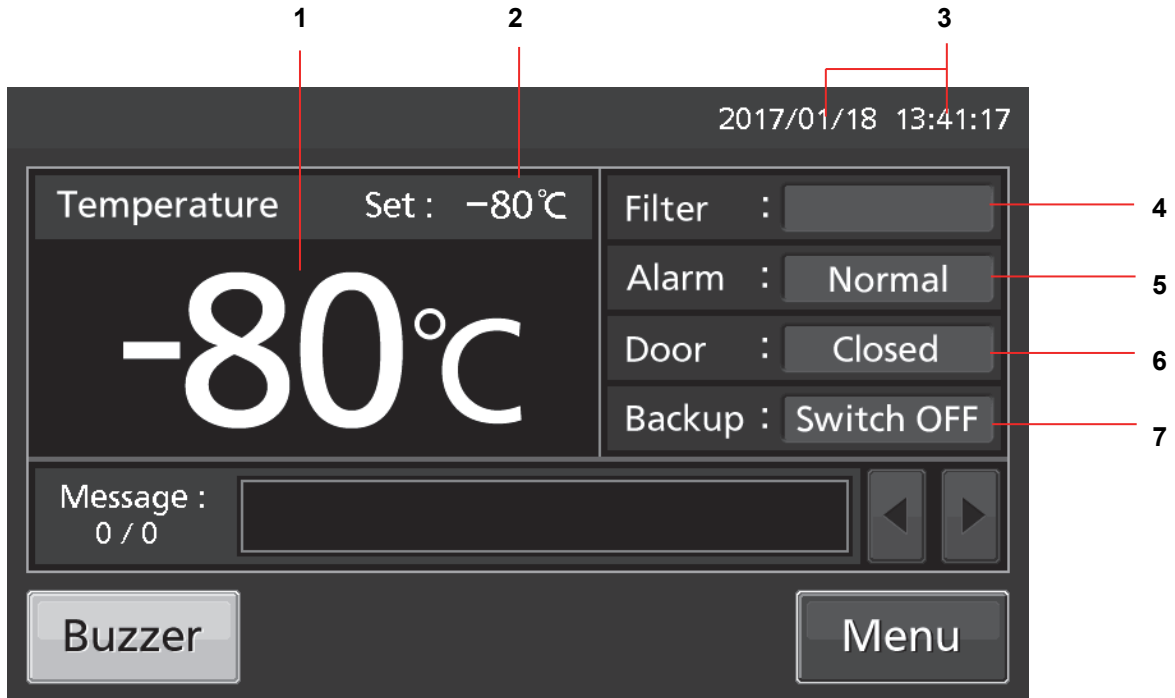 1 2 3
2017/01/18 13:41:17
Temperature Set : −80℃
-80℃
Filter : 4
Alarm : Normal 5
Door : Closed 6
Backup : Switch OFF 7
Message :
0 / 0
Buzzer Menu